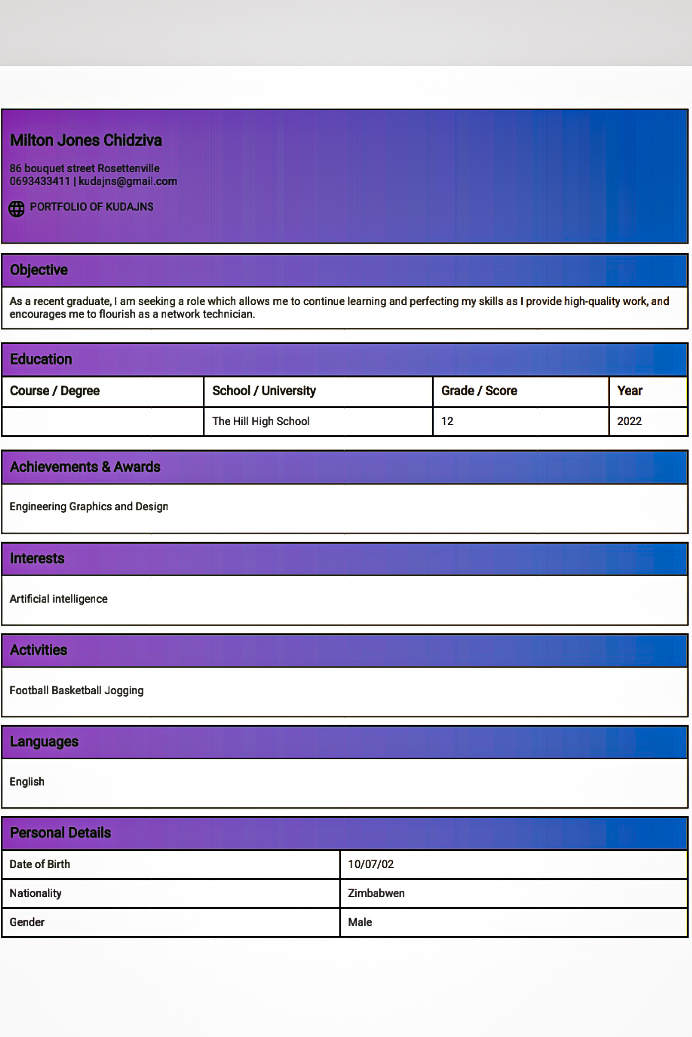 Milton Jones Chidziva
86 bouquet street Rosettenville
0693433411 | kudajns@gmail.com
PORTFOLIO OF KUDAJNS
Objective
As a recent graduate, I am seeking a role which allows me to continue learning and perfecting my skills as I provide high-quality work, and
encourages me to flourish as a network technician.
Education
Course / Degree School / University Grade / Score Year
The Hill High School 12 2022
Achievements & Awards
Engineering Graphics and Design
Interests
Artificial intelligence
Activities
Football Basketball Jogging
Languages
English
Personal Details
Date of Birth 10/07/02
Nationality Zimbabwen
Gender Male